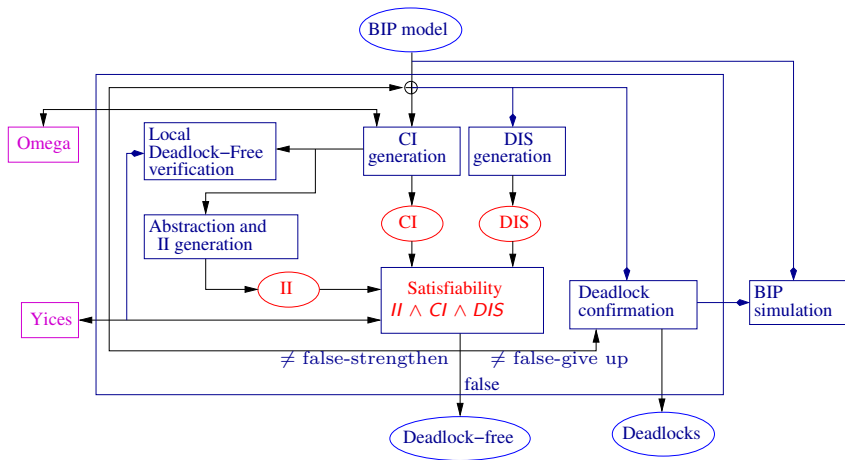 BIP model
Omega
Local
Deadlock−Free
verification
CI
generation
DIS
generation
Abstraction and
II generation
CI
DIS
II
Satisfiability
II ∧ CI ∧ DIS
Deadlock
confirmation
BIP
simulation
Yices
≠ false-strengthen
≠ false-give up
false
Deadlock−free
Deadlocks